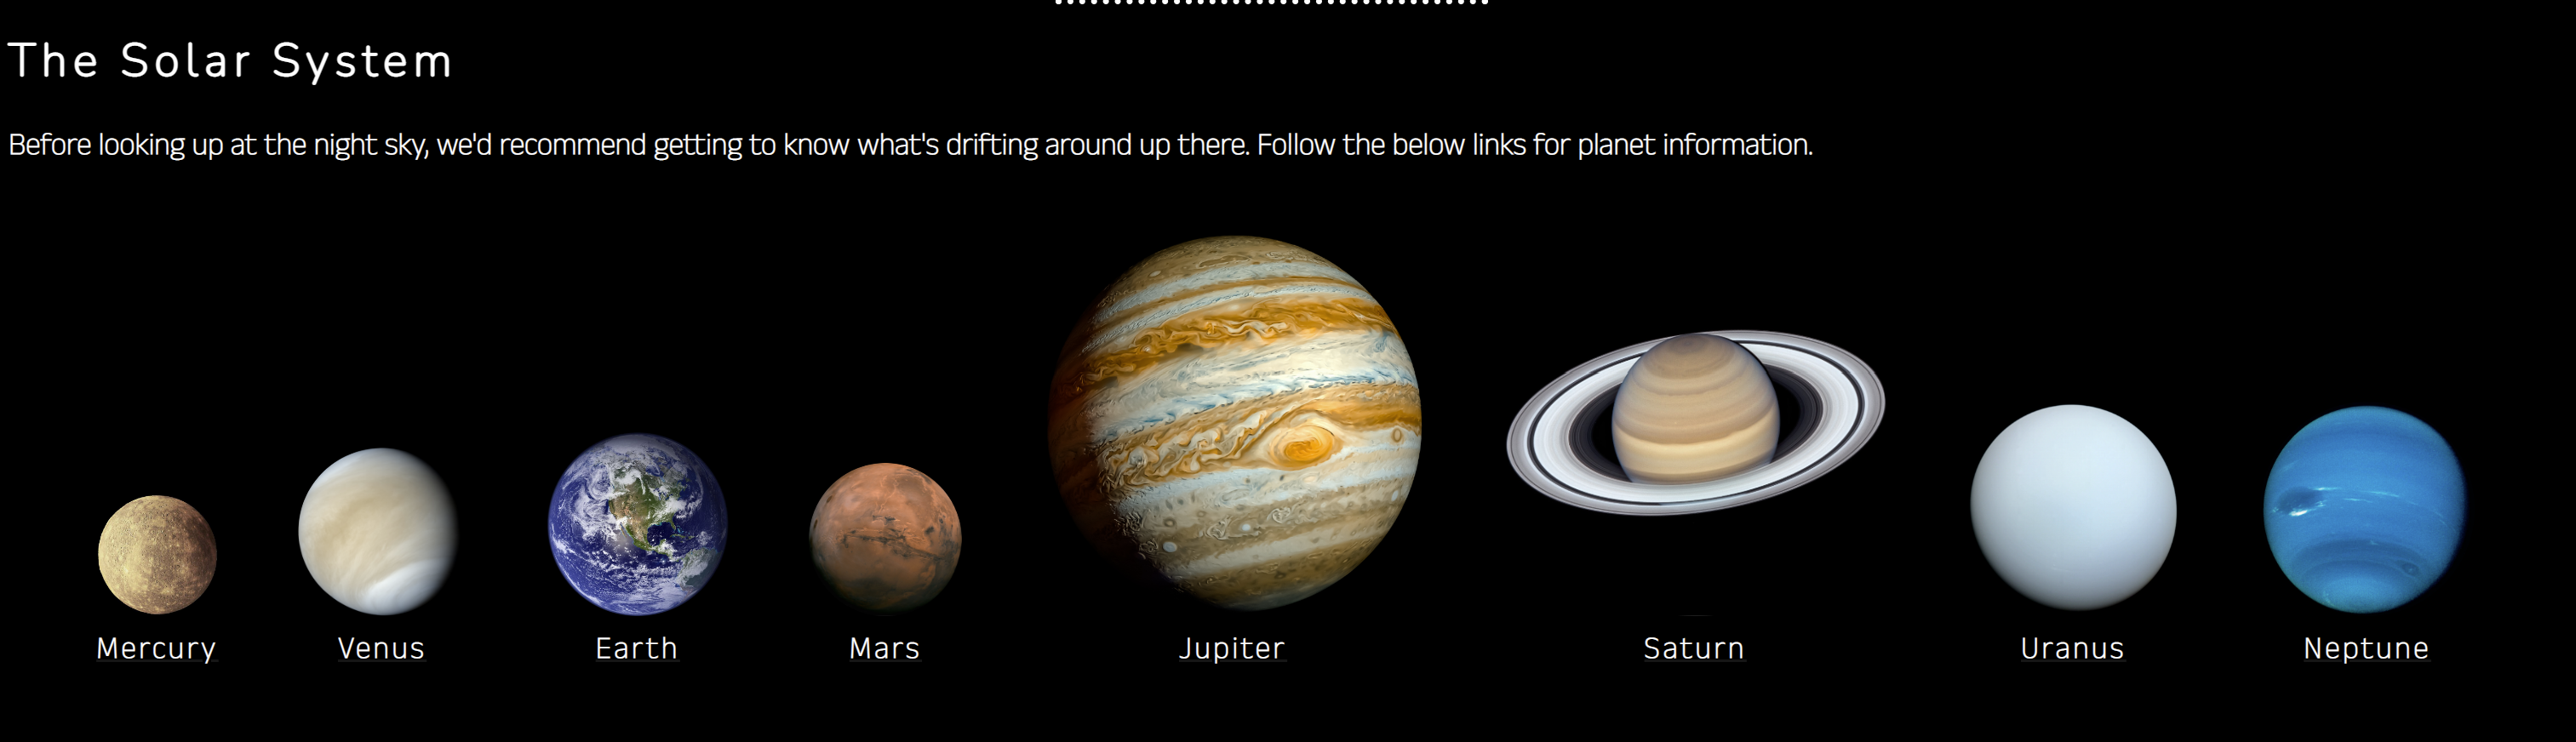 The Solar System
Before looking up at the night sky, we'd recommend getting to know what's drifting around up there. Follow the below links for planet information.
Mercury
Venus
Earth
Mars
Jupiter
Saturn
Uranus
Neptune